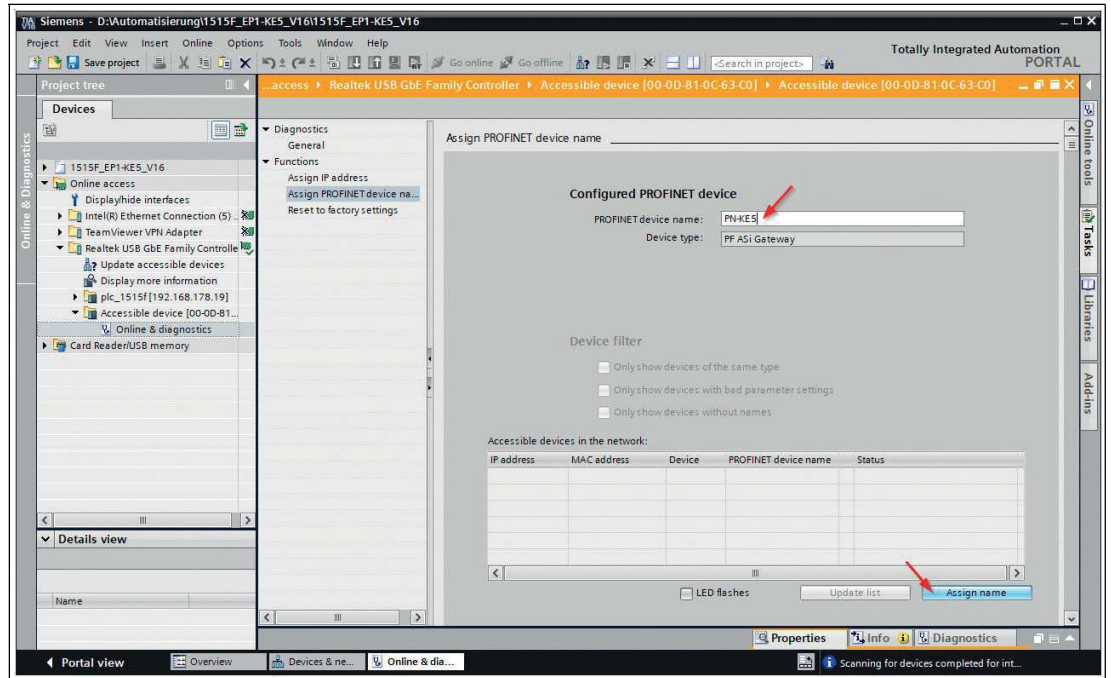 Siemens - D:\Automatisierung\1515F_EP1-KE5_V16\1515F_EP1-KE5_V16
Project Edit View Insert Online Options Tools Window Help
Totally Integrated Automation
PORTAL
Save project
Go online
Go offline
<Search in project>
Project tree
...access Realtek USB GbE Family Controller Accessible device [00-0D-81-0C-63-C0] Accessible device [00-0D-81-0C-63-C0]
Devices
Online & Diagnostics
1515F_EP1-KE5_V16
Online access
Display/hide interfaces
Intel(R) Ethernet Connection (5) ..
TeamViewer VPN Adapter
Realtek USB GbE Family Controlle
Update accessible devices
Display more information
plc_1515f [192.168.178.19]
Accessible device [00-0D-81...
Online & diagnostics
Card Reader/USB memory
Details view
Name
Diagnostics
General
Functions
Assign IP address
Assign PROFINET device na...
Reset to factory settings
Assign PROFINET device name
Configured PROFINET device
PROFINET device name: PN-KE5
Device type: PF ASi Gateway
Device filter
Only show devices of the same type
Only show devices with bad parameter settings
Only show devices without names
Accessible devices in the network:
IP address MAC address Device PROFINET device name Status
LED flashes
Update list
Assign name
Online tools
Tasks
Libraries
Add-ins
Properties
Info
Diagnostics
Portal view
Overview
Devices & ne...
Online & dia...
Scanning for devices completed for int...